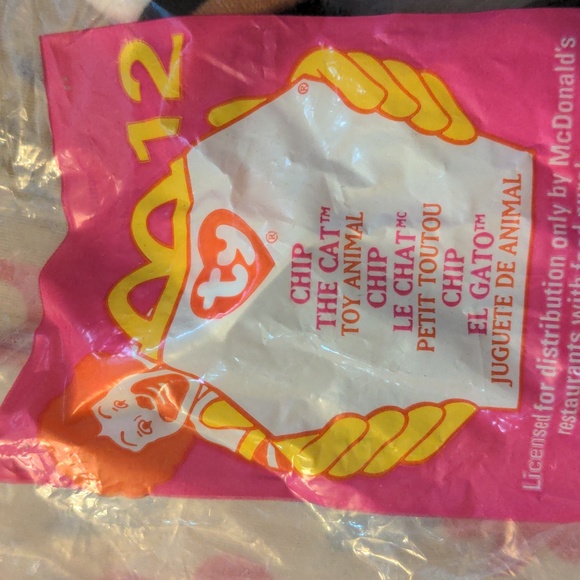 12
ty®
®
CHIP
THE CAT™
TOY ANIMAL
CHIP
LE CHAT MC
PETIT TOUTOU
CHIP
EL GATO™
JUGUETE DE ANIMAL
Licensed for distribution only by McDonald's
restaurants with